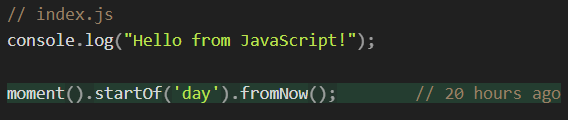 // index.js
console.log("Hello from JavaScript!");
moment().startOf('day').fromNow();        // 20 hours ago